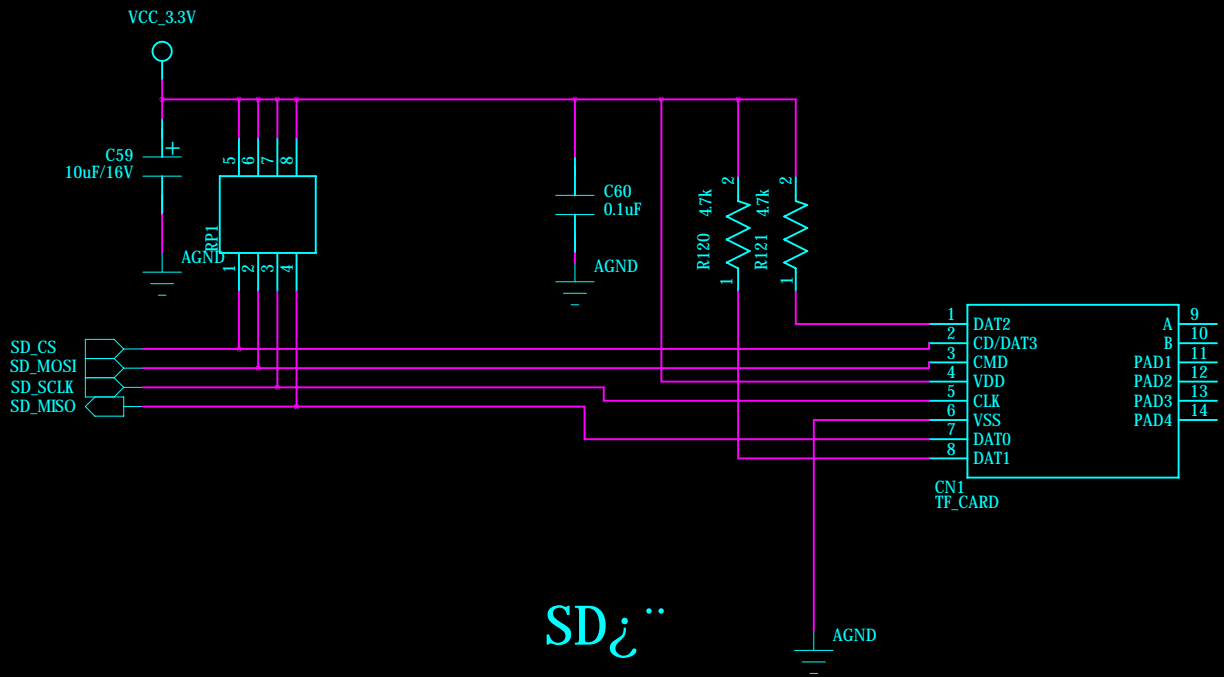 VCC_3.3V
C59
10uF/16V
+
AGND
5
6
7
8
RP1
1
2
3
4
C60
0.1uF
AGND
R120 4.7k
2
1
R121 4.7k
2
1
SD_CS
SD_MOSI
SD_SCLK
SD_MISO
1 DAT2
2 CD/DAT3
3 CMD
4 VDD
5 CLK
6 VSS
7 DAT0
8 DAT1
A 9
B 10
PAD1 11
PAD2 12
PAD3 13
PAD4 14
CN1
TF_CARD
SD¿¨
AGND